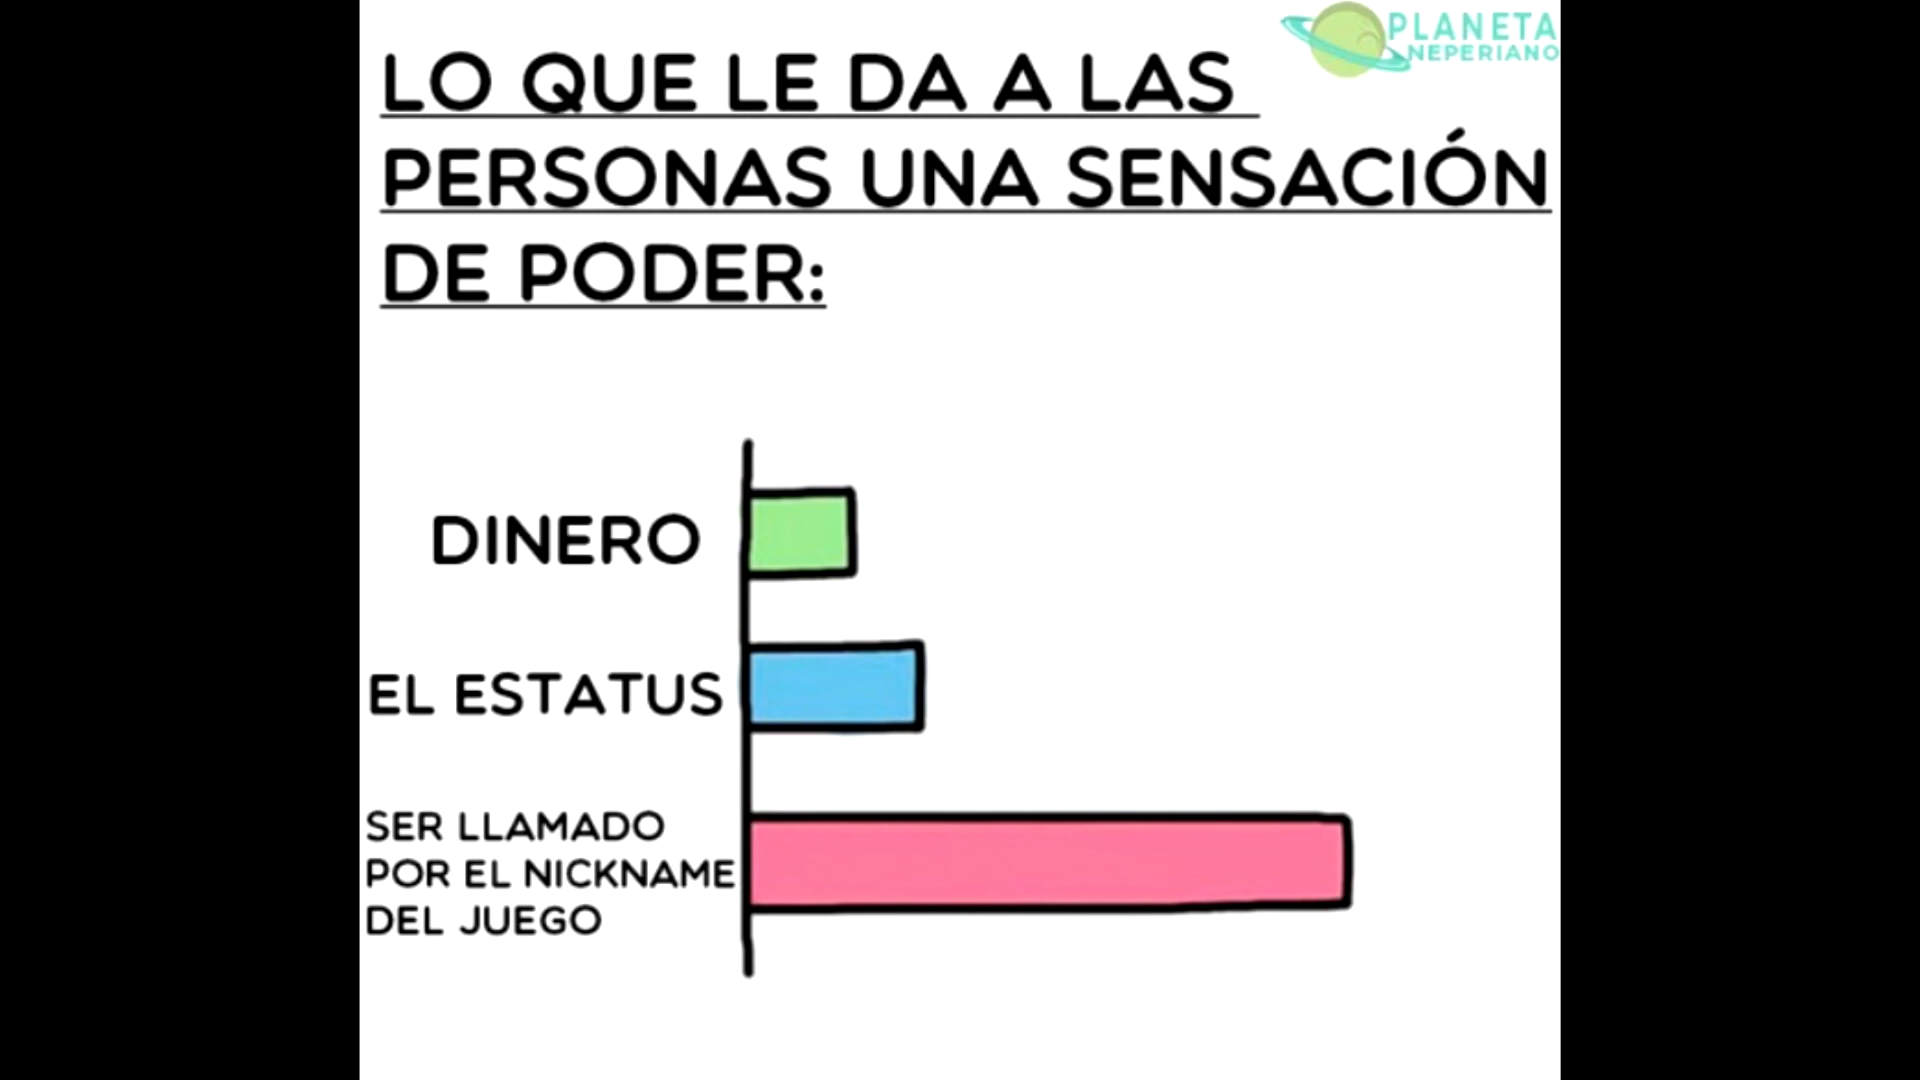 PLANETA
NEPERIANO
LO QUE LE DA A LAS
PERSONAS UNA SENSACIÓN
DE PODER:
DINERO
EL ESTATUS
SER LLAMADO
POR EL NICKNAME
DEL JUEGO